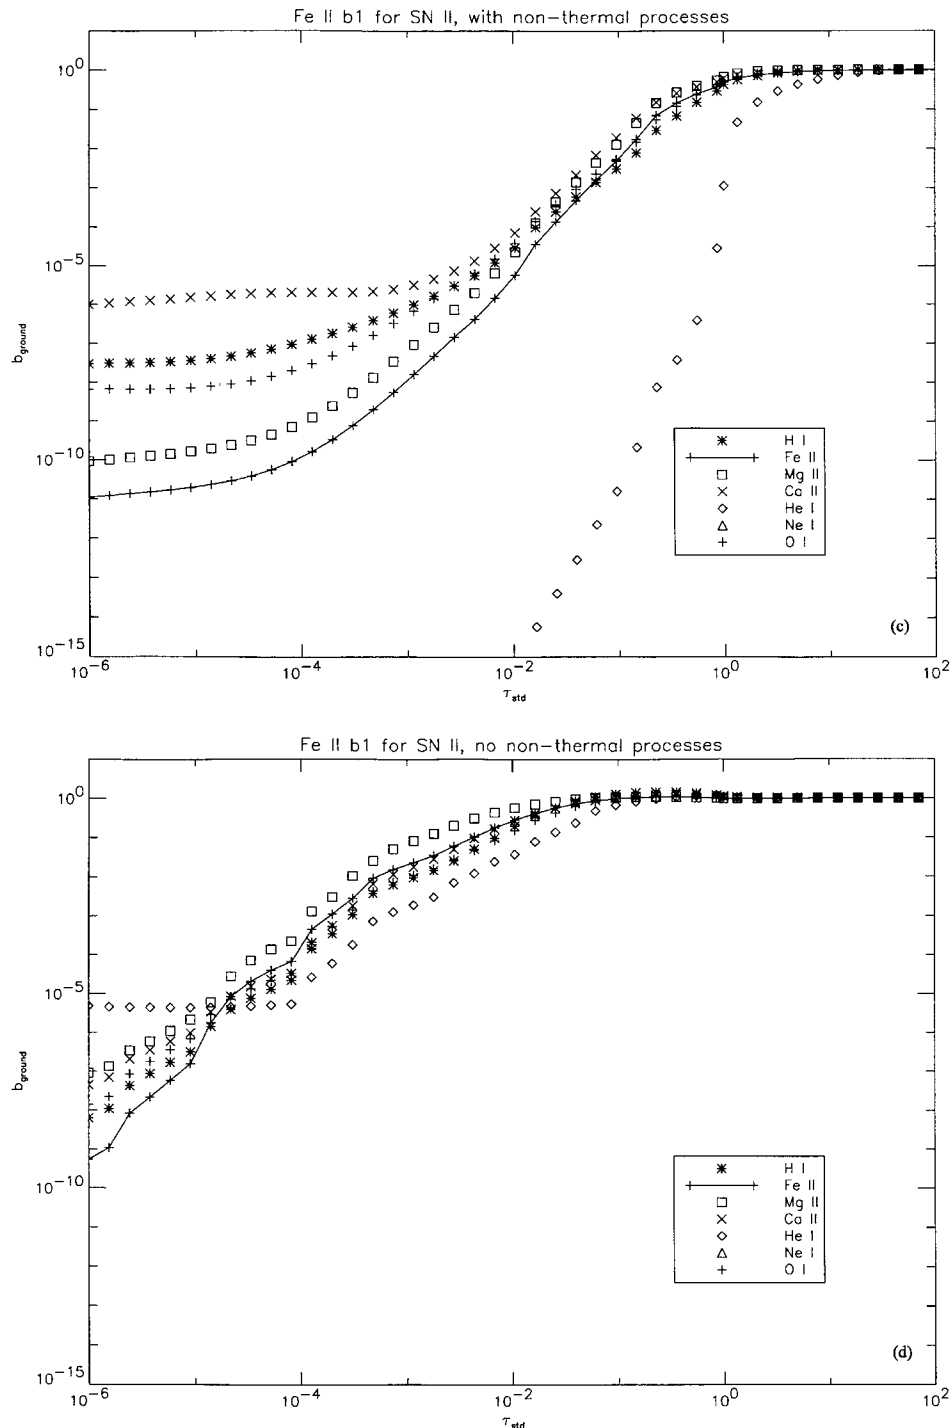 Fe II b1 for SN II, with non-thermal processes
10^0
10^-5
10^-10
10^-15
b_ground
H I
Fe II
Mg II
Ca II
He I
Ne I
O I
(c)
10^-6
10^-4
10^-2
10^0
10^2
τ_std
Fe II b1 for SN II, no non-thermal processes
10^0
10^-5
10^-10
10^-15
b_ground
H I
Fe II
Mg II
Ca II
He I
Ne I
O I
(d)
10^-6
10^-4
10^-2
10^0
10^2
τ_std